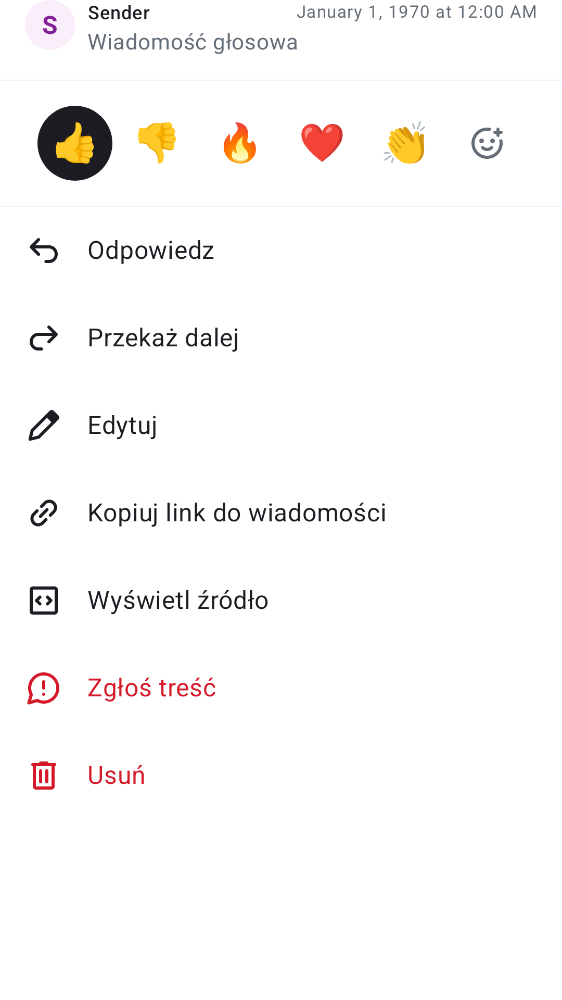 S
Sender
January 1, 1970 at 12:00 AM
Wiadomość głosowa
Odpowiedz
Przekaż dalej
Edytuj
Kopiuj link do wiadomości
Wyświetl źródło
Zgłoś treść
Usuń